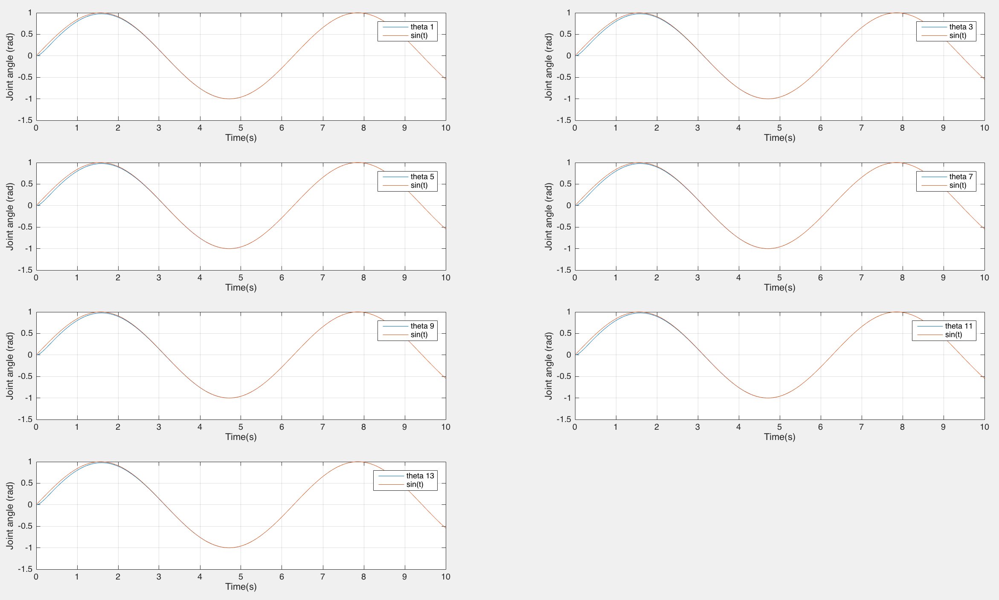 1
0.5
0
-0.5
-1
-1.5
Joint angle (rad)
theta 1
sin(t)
0 1 2 3 4 5 6 7 8 9 10
Time(s)
1
0.5
0
-0.5
-1
-1.5
Joint angle (rad)
theta 3
sin(t)
0 1 2 3 4 5 6 7 8 9 10
Time(s)
1
0.5
0
-0.5
-1
-1.5
Joint angle (rad)
theta 5
sin(t)
0 1 2 3 4 5 6 7 8 9 10
Time(s)
1
0.5
0
-0.5
-1
-1.5
Joint angle (rad)
theta 7
sin(t)
0 1 2 3 4 5 6 7 8 9 10
Time(s)
1
0.5
0
-0.5
-1
-1.5
Joint angle (rad)
theta 9
sin(t)
0 1 2 3 4 5 6 7 8 9 10
Time(s)
1
0.5
0
-0.5
-1
-1.5
Joint angle (rad)
theta 11
sin(t)
0 1 2 3 4 5 6 7 8 9 10
Time(s)
1
0.5
0
-0.5
-1
-1.5
Joint angle (rad)
theta 13
sin(t)
0 1 2 3 4 5 6 7 8 9 10
Time(s)